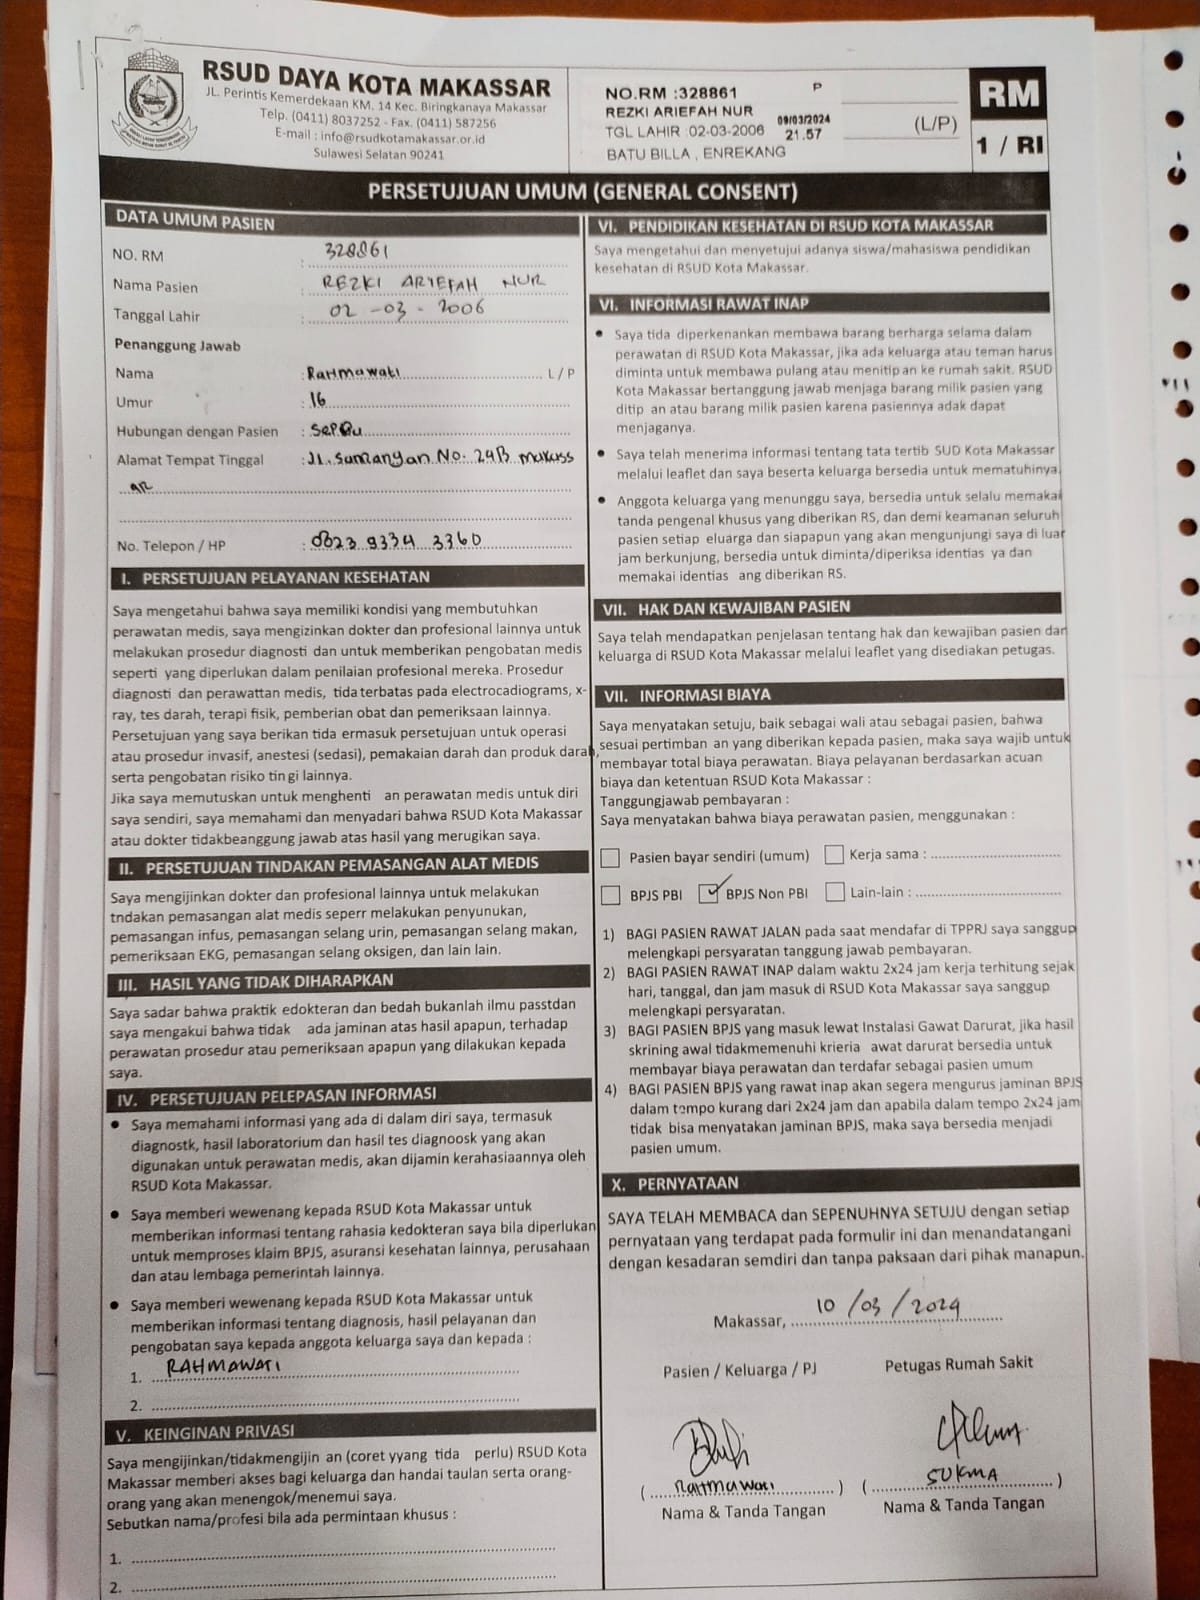 RSUD DAYA KOTA MAKASSAR
JL. Perintis Kemerdekaan KM. 14 Kec. Biringkanaya Makassar
Telp. (0411) 8037252 - Fax. (0411) 587256
E-mail : info@rsudkotamakassar.or.id
Sulawesi Selatan 90241
NO.RM :328861 P
REZKI ARIEFAH NUR 09/03/2024
TGL LAHIR :02-03-2006 21.57 (L/P)
BATU BILLA , ENREKANG
RM
1 / RI
PERSETUJUAN UMUM (GENERAL CONSENT)
DATA UMUM PASIEN
NO. RM : 328861
Nama Pasien : REZKI ARIEFAH NUR
Tanggal Lahir : 02 - 03 - 2006
Penanggung Jawab
Nama : Rahmawati L / P
Umur : 16
Hubungan dengan Pasien :
Alamat Tempat Tinggal : JL. No. 29B Makass
ar
No. Telepon / HP : 0823 9334 3360
I. PERSETUJUAN PELAYANAN KESEHATAN
Saya mengetahui bahwa saya memiliki kondisi yang membutuhkan
perawatan medis, saya mengizinkan dokter dan profesional lainnya untuk
melakukan prosedur diagnosti dan untuk memberikan pengobatan medis
seperti yang diperlukan dalam penilaian profesional mereka. Prosedur
diagnosti dan perawattan medis, tida terbatas pada electrocadiograms, x-
ray, tes darah, terapi fisik, pemberian obat dan pemeriksaan lainnya.
Persetujuan yang saya berikan tida ermasuk persetujuan untuk operasi
atau prosedur invasif, anestesi (sedasi), pemakaian darah dan produk darah,
serta pengobatan risiko tin gi lainnya.
Jika saya memutuskan untuk menghenti an perawatan medis untuk diri
saya sendiri, saya memahami dan menyadari bahwa RSUD Kota Makassar
atau dokter tidakbeanggung jawab atas hasil yang merugikan saya.
II. PERSETUJUAN TINDAKAN PEMASANGAN ALAT MEDIS
Saya mengijinkan dokter dan profesional lainnya untuk melakukan
tndakan pemasangan alat medis seperr melakukan penyunukan,
pemasangan infus, pemasangan selang urin, pemasangan selang makan,
pemeriksaan EKG, pemasangan selang oksigen, dan lain lain.
III. HASIL YANG TIDAK DIHARAPKAN
Saya sadar bahwa praktik edokteran dan bedah bukanlah ilmu passtdan
saya mengakui bahwa tidak ada jaminan atas hasil apapun, terhadap
perawatan prosedur atau pemeriksaan apapun yang dilakukan kepada
saya.
IV. PERSETUJUAN PELEPASAN INFORMASI
• Saya memahami informasi yang ada di dalam diri saya, termasuk
diagnostk, hasil laboratorium dan hasil tes diagnoosk yang akan
digunakan untuk perawatan medis, akan dijamin kerahasiaannya oleh
RSUD Kota Makassar.
• Saya memberi wewenang kepada RSUD Kota Makassar untuk
memberikan informasi tentang rahasia kedokteran saya bila diperlukan
untuk memproses klaim BPJS, asuransi kesehatan lainnya, perusahaan
dan atau lembaga pemerintah lainnya.
• Saya memberi wewenang kepada RSUD Kota Makassar untuk
memberikan informasi tentang diagnosis, hasil pelayanan dan
pengobatan saya kepada anggota keluarga saya dan kepada :
1. RAHMAWATI
2.
V. KEINGINAN PRIVASI
Saya mengijinkan/tidakmengijin an (coret yyang tida perlu) RSUD Kota
Makassar memberi akses bagi keluarga dan handai taulan serta orang-
orang yang akan menengok/menemui saya.
Sebutkan nama/profesi bila ada permintaan khusus :
1.
2.
VI. PENDIDIKAN KESEHATAN DI RSUD KOTA MAKASSAR
Saya mengetahui dan menyetujui adanya siswa/mahasiswa pendidikan
kesehatan di RSUD Kota Makassar.
VI. INFORMASI RAWAT INAP
• Saya tida diperkenankan membawa barang berharga selama dalam
perawatan di RSUD Kota Makassar, jika ada keluarga atau teman harus
diminta untuk membawa pulang atau menitip an ke rumah sakit. RSUD
Kota Makassar bertanggung jawab menjaga barang milik pasien yang
ditip an atau barang milik pasien karena pasiennya adak dapat
menjaganya.
• Saya telah menerima informasi tentang tata tertib SUD Kota Makassar
melalui leaflet dan saya beserta keluarga bersedia untuk mematuhinya.
• Anggota keluarga yang menunggu saya, bersedia untuk selalu memakai
tanda pengenal khusus yang diberikan RS, dan demi keamanan seluruh
pasien setiap eluarga dan siapapun yang akan mengunjungi saya di luar
jam berkunjung, bersedia untuk diminta/diperiksa identias ya dan
memakai identias ang diberikan RS.
VII. HAK DAN KEWAJIBAN PASIEN
Saya telah mendapatkan penjelasan tentang hak dan kewajiban pasien dan
keluarga di RSUD Kota Makassar melalui leaflet yang disediakan petugas.
VII. INFORMASI BIAYA
Saya menyatakan setuju, baik sebagai wali atau sebagai pasien, bahwa
sesuai pertimban an yang diberikan kepada pasien, maka saya wajib untuk
membayar total biaya perawatan. Biaya pelayanan berdasarkan acuan
biaya dan ketentuan RSUD Kota Makassar :
Tanggungjawab pembayaran :
Saya menyatakan bahwa biaya perawatan pasien, menggunakan :
Pasien bayar sendiri (umum) Kerja sama :
BPJS PBI ✓ BPJS Non PBI Lain-lain :
1) BAGI PASIEN RAWAT JALAN pada saat mendafar di TPPRJ saya sanggup
melengkapi persyaratan tanggung jawab pembayaran.
2) BAGI PASIEN RAWAT INAP dalam waktu 2x24 jam kerja terhitung sejak
hari, tanggal, dan jam masuk di RSUD Kota Makassar saya sanggup
melengkapi persyaratan.
3) BAGI PASIEN BPJS yang masuk lewat Instalasi Gawat Darurat, jika hasil
skrining awal tidakmemenuhi krieria awat darurat bersedia untuk
membayar biaya perawatan dan terdafar sebagai pasien umum
4) BAGI PASIEN BPJS yang rawat inap akan segera mengurus jaminan BPJS
dalam tempo kurang dari 2x24 jam dan apabila dalam tempo 2x24 jam
tidak bisa menyatakan jaminan BPJS, maka saya bersedia menjadi
pasien umum.
X. PERNYATAAN
SAYA TELAH MEMBACA dan SEPENUHNYA SETUJU dengan setiap
pernyataan yang terdapat pada formulir ini dan menandatangani
dengan kesadaran semdiri dan tanpa paksaan dari pihak manapun.
Makassar, 10 / 03 / 2024
Pasien / Keluarga / PJ Petugas Rumah Sakit
( Rahmawati ) ( SUKMA )
Nama & Tanda Tangan Nama & Tanda Tangan